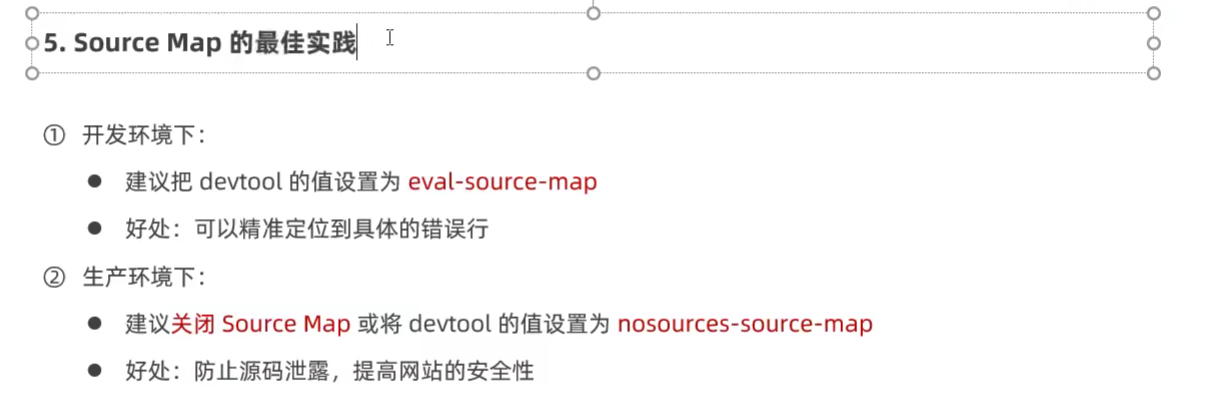 5. Source Map 的最佳实践
① 开发环境下：
● 建议把 devtool 的值设置为 eval-source-map
● 好处：可以精准定位到具体的错误行
② 生产环境下：
● 建议关闭 Source Map 或将 devtool 的值设置为 nosources-source-map
● 好处：防止源码泄露，提高网站的安全性